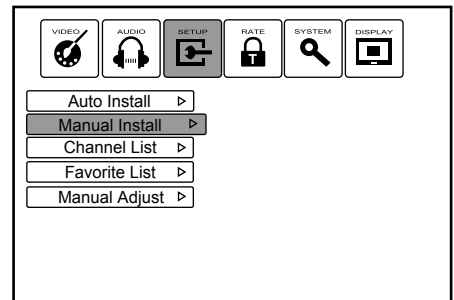 VIDEO AUDIO SETUP RATE SYSTEM DISPLAY
T
Auto Install
Manual Install
Channel List
Favorite List
Manual Adjust